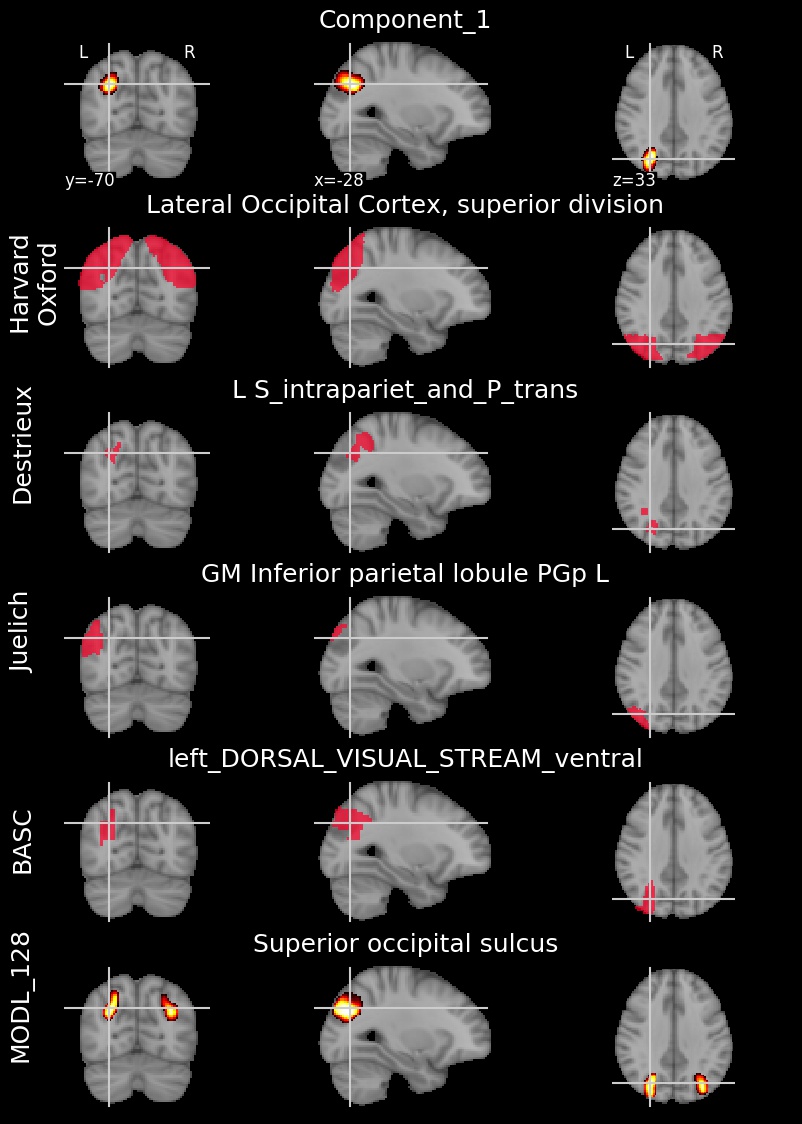 Component_1
L R L R
y=-70 x=-28 z=33
Lateral Occipital Cortex, superior division
Harvard
Oxford
L S_intrapariet_and_P_trans
Destrieux
GM Inferior parietal lobule PGp L
Juelich
left_DORSAL_VISUAL_STREAM_ventral
BASC
Superior occipital sulcus
MODL_128